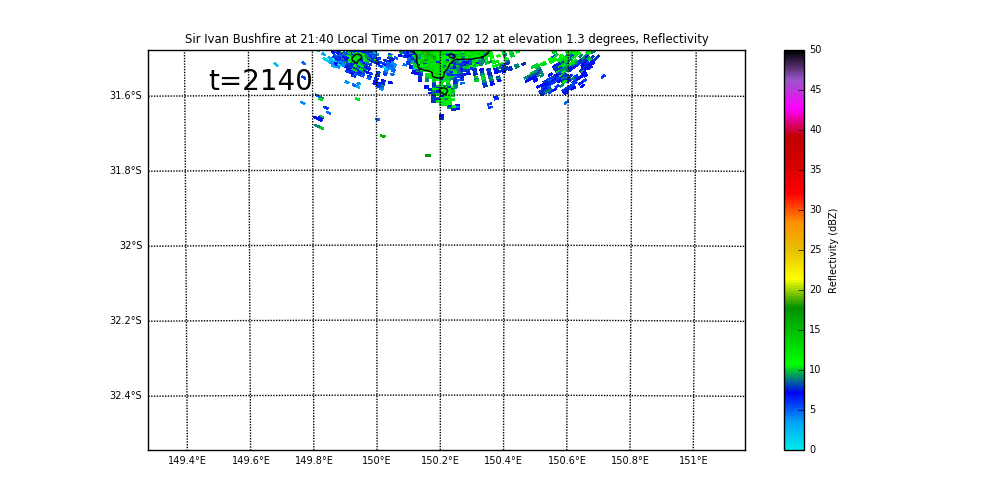 Sir Ivan Bushfire at 21:40 Local Time on 2017 02 12 at elevation 1.3 degrees, Reflectivity
t=2140
31.6°S
31.8°S
32°S
32.2°S
32.4°S
149.4°E 149.6°E 149.8°E 150°E 150.2°E 150.4°E 150.6°E 150.8°E 151°E
50
45
40
35
30
25
20
15
10
5
0
Reflectivity (dBZ)